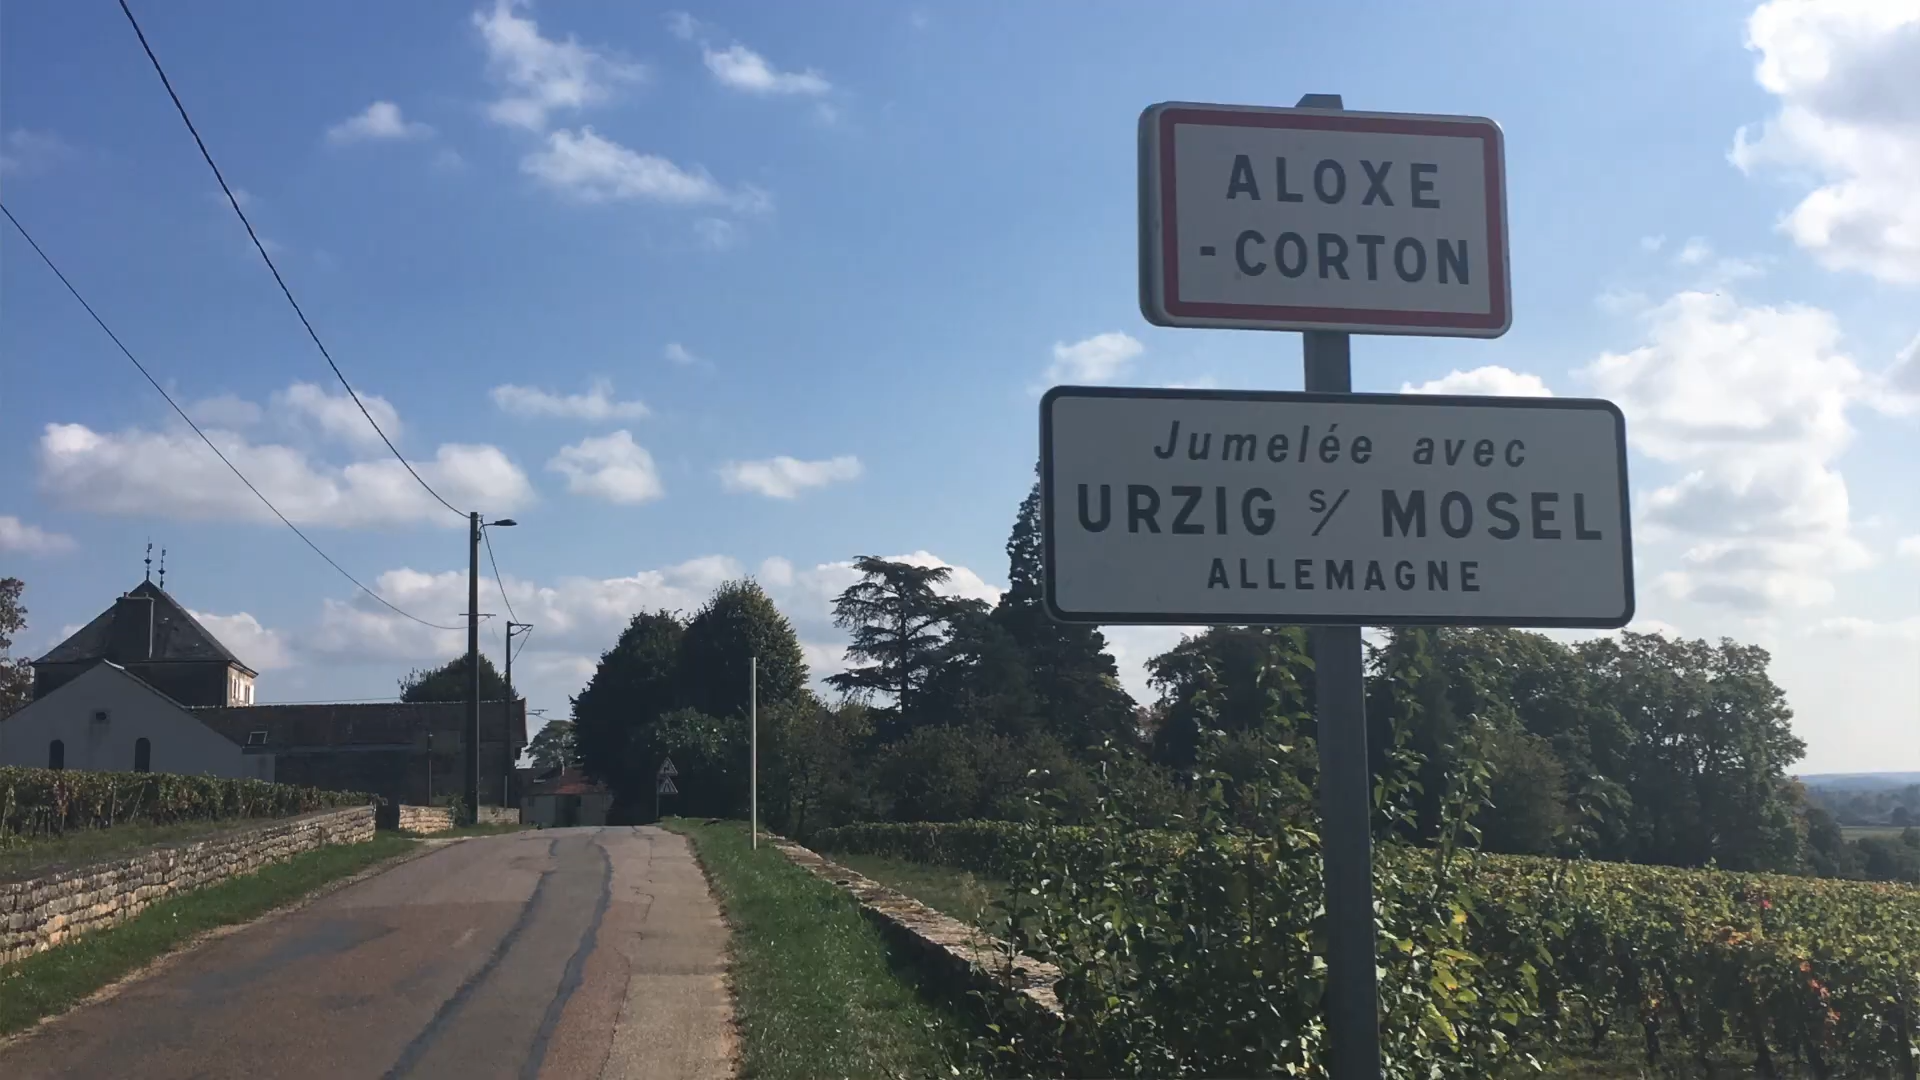 ALOXE
-CORTON
Jumelée avec
URZIG s/ MOSEL
ALLEMAGNE